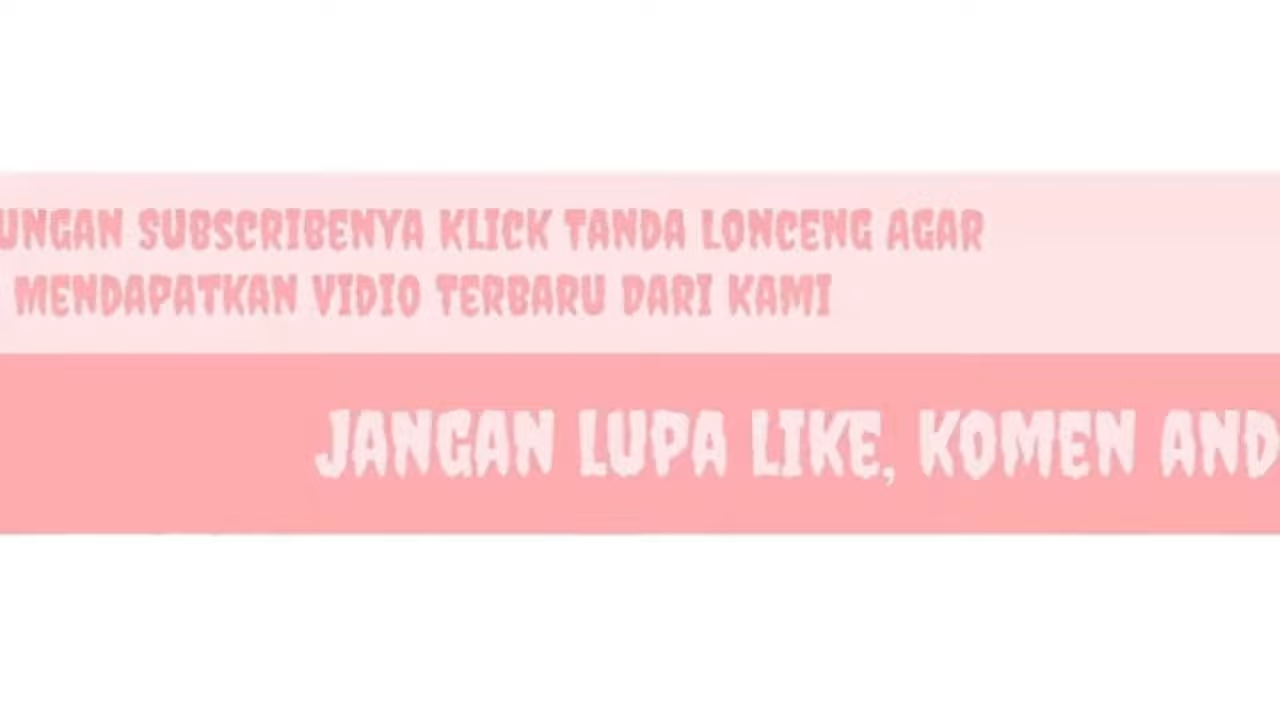 UNGAN SUBSCRIBENYA KLICK TANDA LONCENG AGAR
MENDAPATKAN VIDIO TERBARU DARI KAMI
JANGAN LUPA LIKE, KOMEN AND